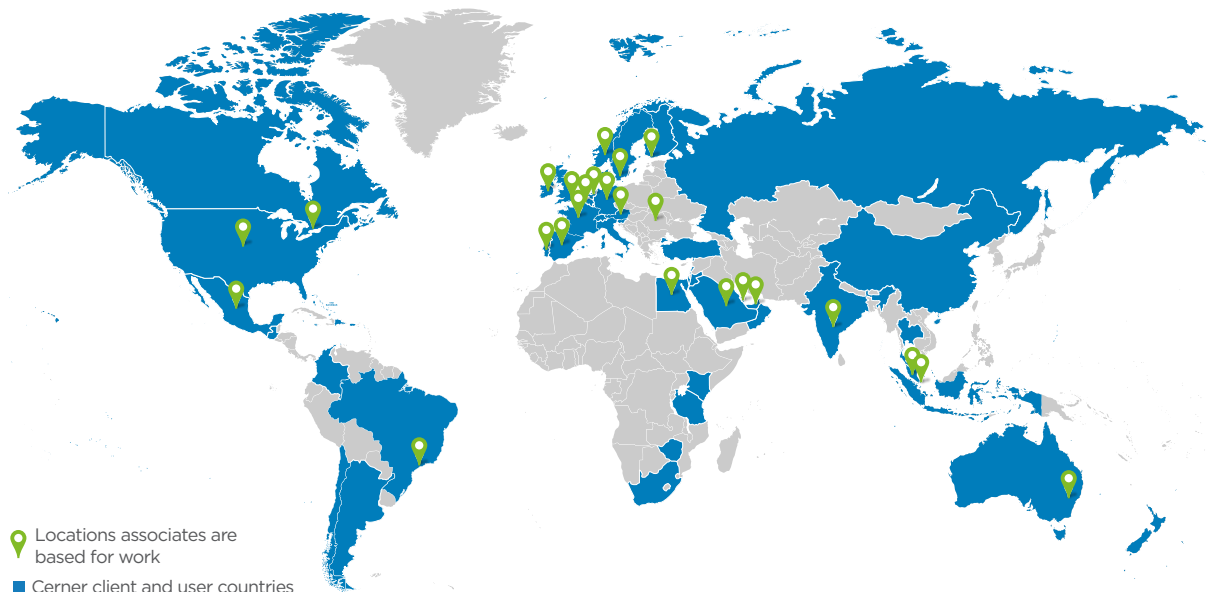 Locations associates are
based for work
Cerner client and user countries